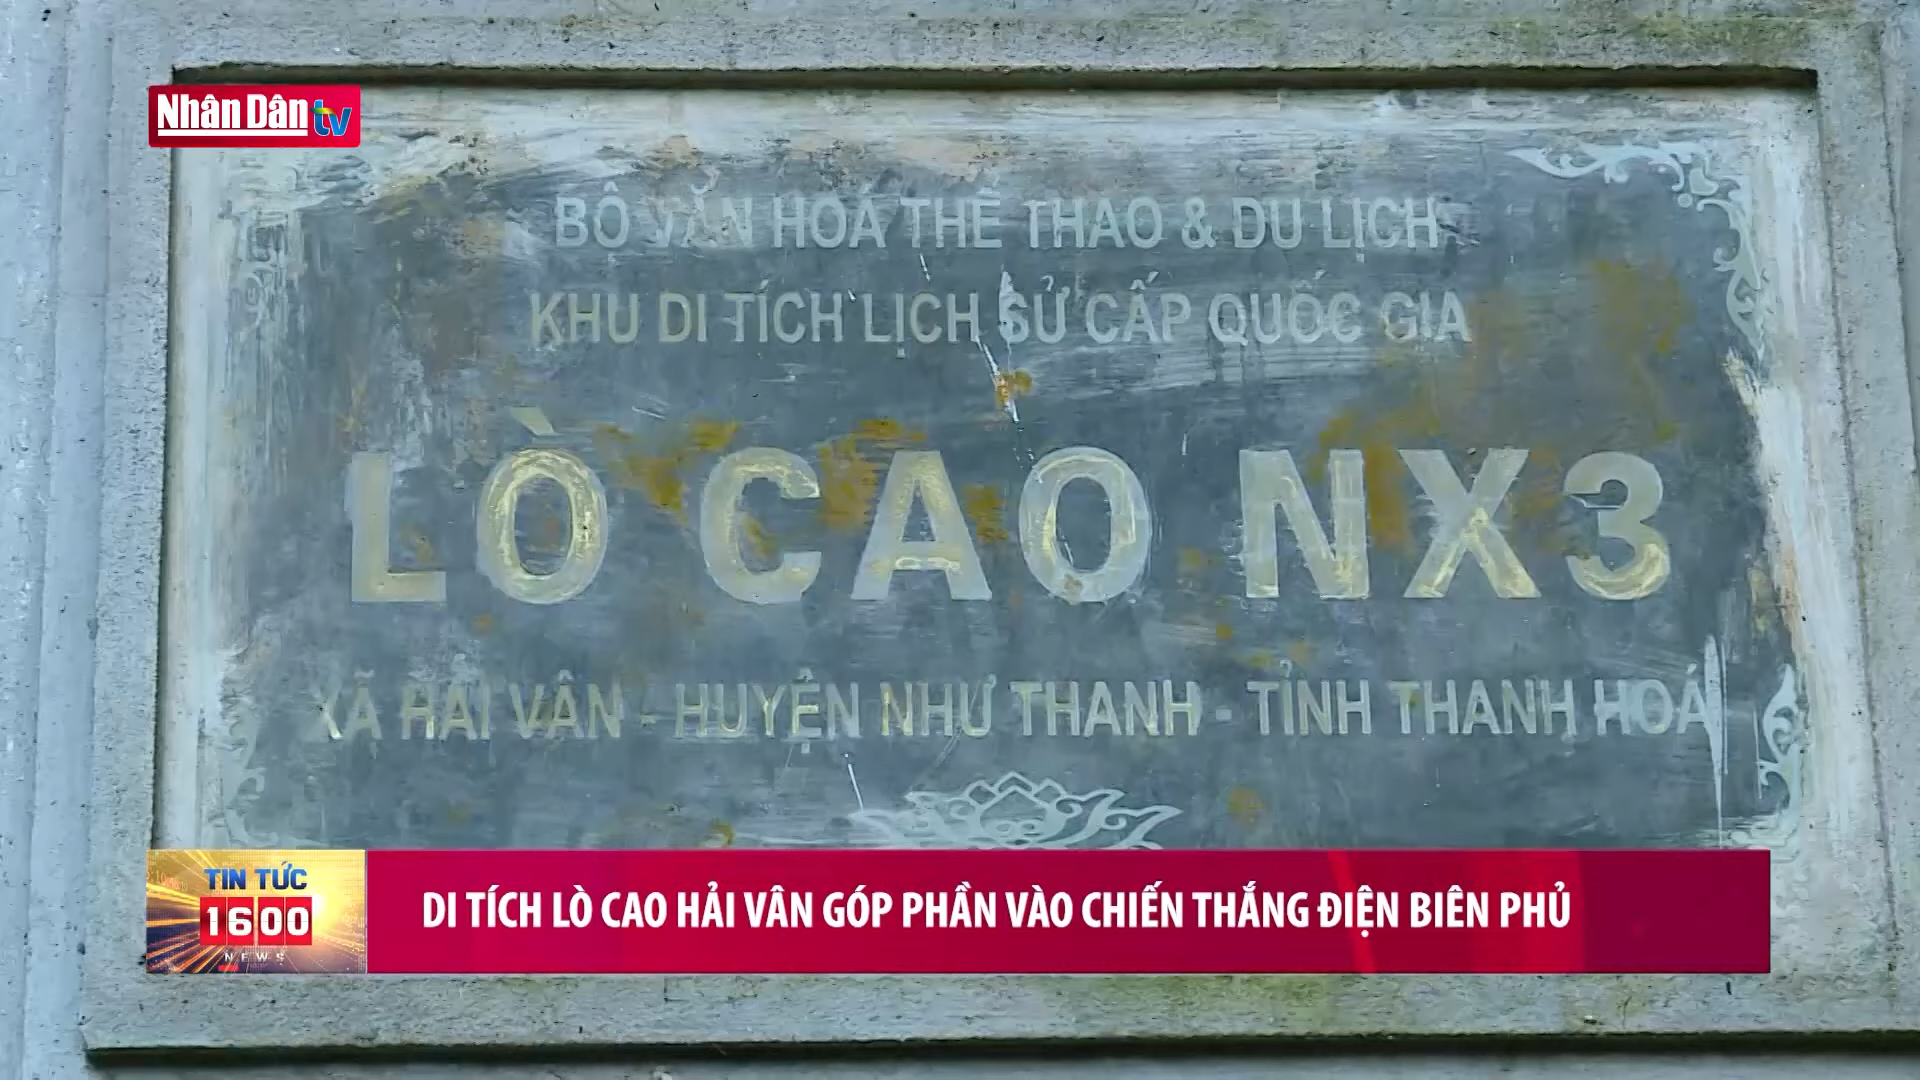 Nhân Dân tv
BỘ VĂN HOÁ THỂ THAO & DU LỊCH
KHU DI TÍCH LỊCH SỬ CẤP QUỐC GIA
LÒ CAO NX3
XÃ HẢI VÂN - HUYỆN NHƯ THANH - TỈNH THANH HOÁ
TIN TỨC
1600
NEWS
DI TÍCH LÒ CAO HẢI VÂN GÓP PHẦN VÀO CHIẾN THẮNG ĐIỆN BIÊN PHỦ